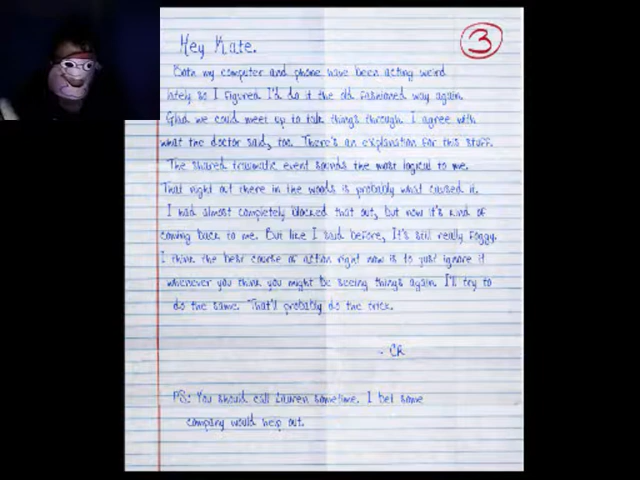 3
Hey Kate.
Both my computer and phone have been acting weird
lately so I figured I'd do it the old fashioned way again.
Glad we could meet up to talk things through. I agree with
what the doctor said, too. There's an explanation for this stuff.
The shared traumatic event sounds the most logical to me.
That night out there in the woods is probably what caused it.
I had almost completely blocked that out, but now it's kind of
coming back to me. But like I said before, It's still really foggy.
I think the best course of action right now is to just ignore it
whenever you think you might be seeing things again. I'll try to
do the same. That'll probably do the trick.
- CR
PS: You should call Lauren sometime. I bet some
company would help out.